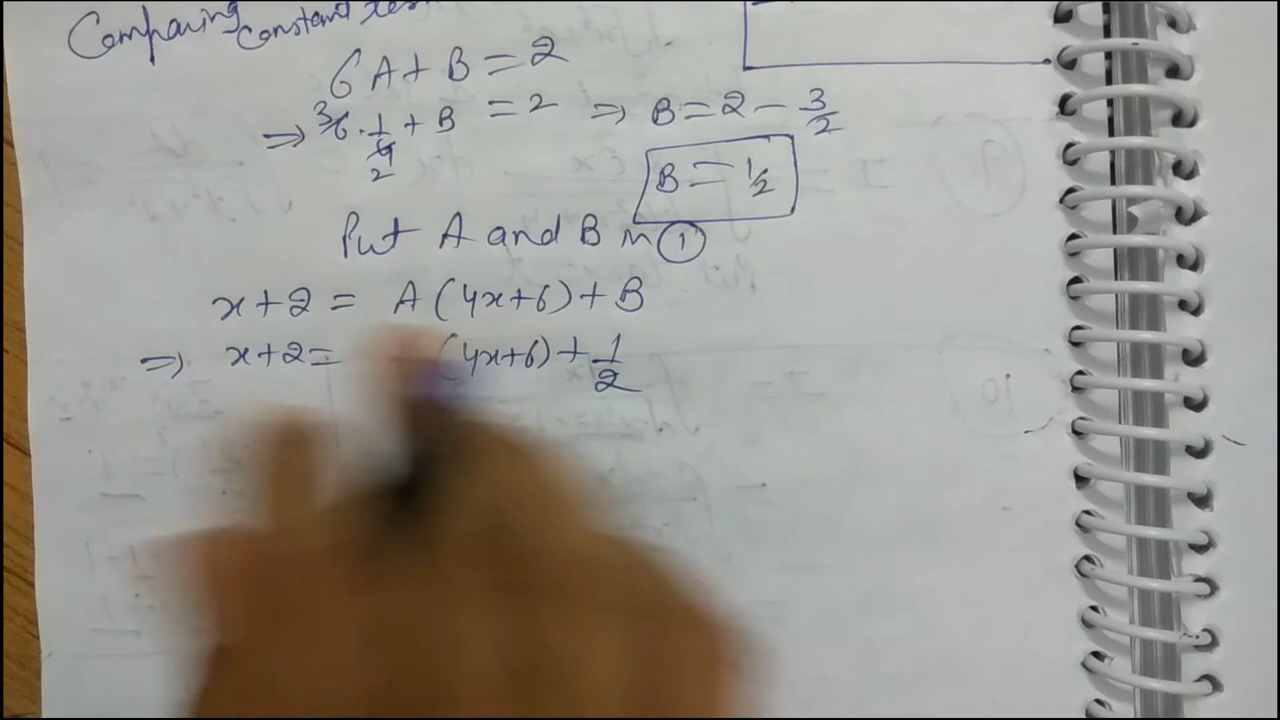 Comparing constant
6A + B = 2
⇒ 3 6 · 1/4 2 + B = 2 ⇒ B = 2 - 3/2
B = 1/2
Put A and B in ①
x + 2 = A (4x+6) + B
⇒ x + 2 = (4x+6) + 1/2